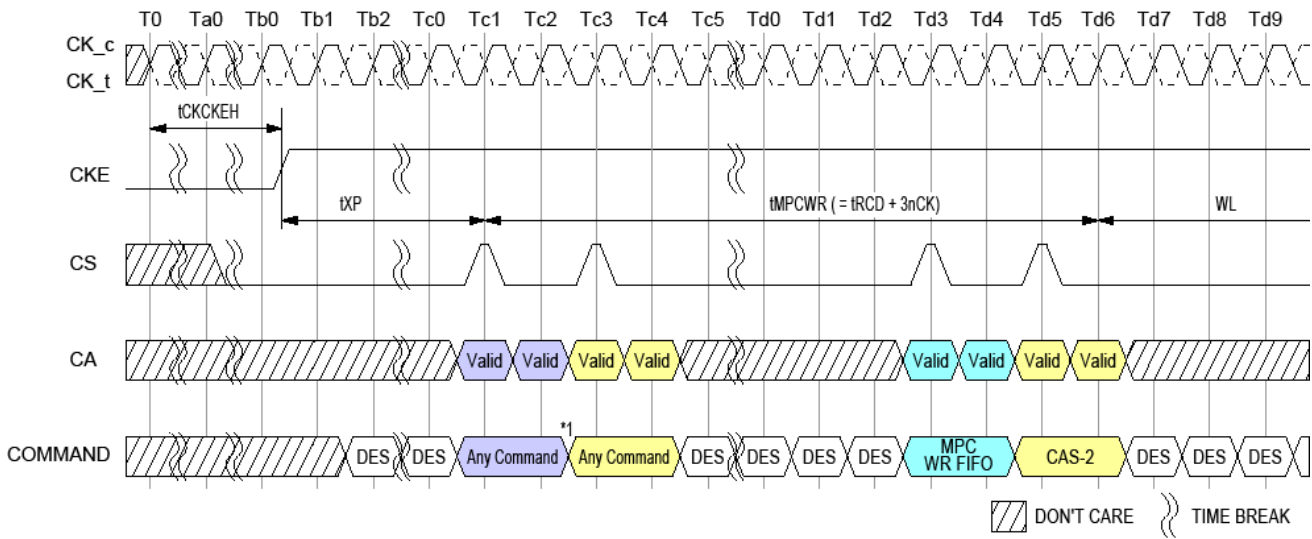 T0 Ta0 Tb0 Tb1 Tb2 Tc0 Tc1 Tc2 Tc3 Tc4 Tc5 Td0 Td1 Td2 Td3 Td4 Td5 Td6 Td7 Td8 Td9
CK_c
CK_t
tCKCKEH
CKE
tXP tMPCWR ( = tRCD + 3nCK) WL
CS
CA Valid Valid Valid Valid Valid Valid Valid Valid
*1
COMMAND DES DES Any Command Any Command DES DES DES DES MPC WR FIFO CAS-2 DES DES DES
DON'T CARE TIME BREAK